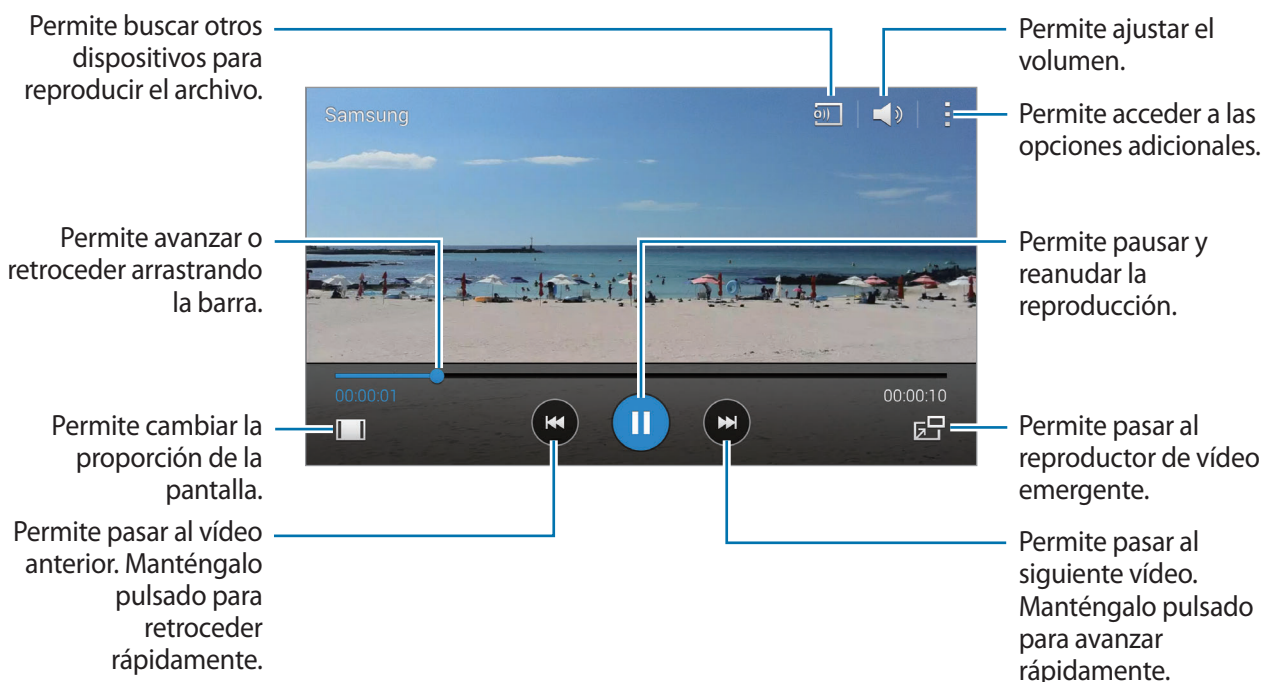 Permite buscar otros
dispositivos para
reproducir el archivo.
Permite ajustar el
volumen.
Samsung
Permite acceder a las
opciones adicionales.
Permite avanzar o
retroceder arrastrando
la barra.
Permite pausar y
reanudar la
reproducción.
00:00:01
00:00:10
Permite cambiar la
proporción de la
pantalla.
Permite pasar al
reproductor de vídeo
emergente.
Permite pasar al vídeo
anterior. Manténgalo
pulsado para
retroceder
rápidamente.
Permite pasar al
siguiente vídeo.
Manténgalo pulsado
para avanzar
rápidamente.